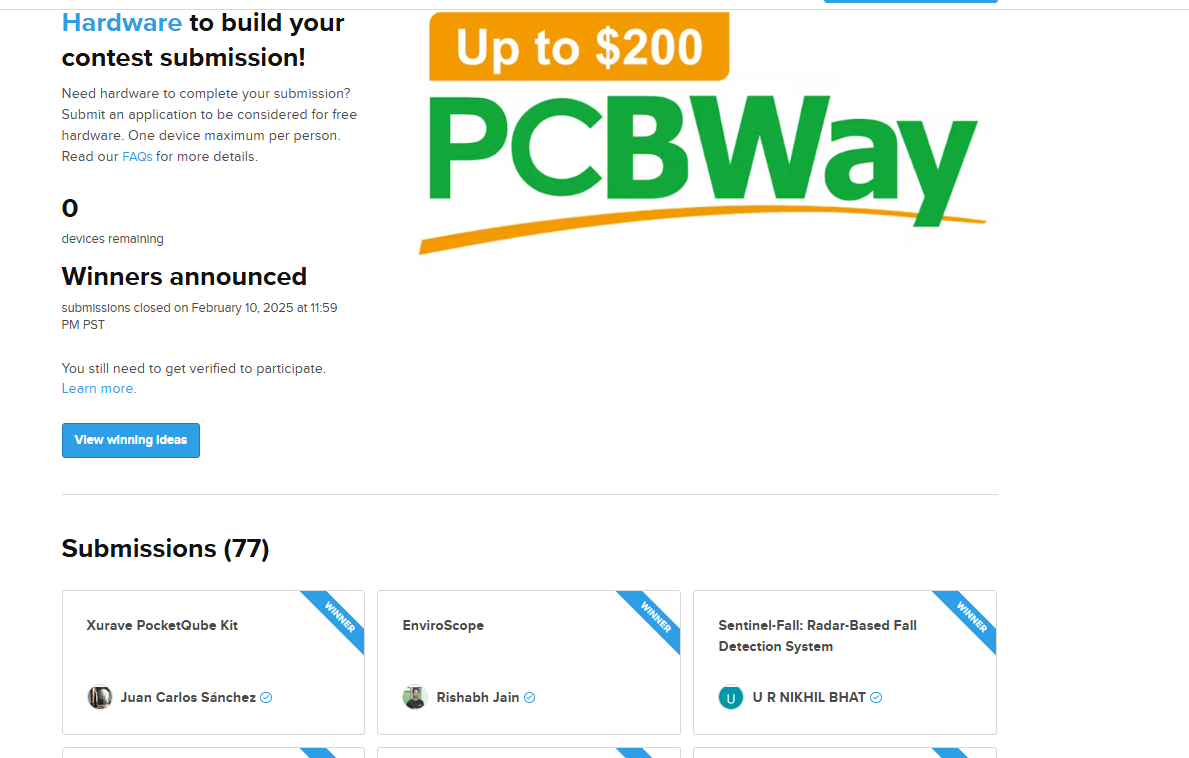 Hardware to build your
contest submission!
Need hardware to complete your submission?
Submit an application to be considered for free
hardware. One device maximum per person.
Read our FAQs for more details.
0
devices remaining
Winners announced
submissions closed on February 10, 2025 at 11:59
PM PST
You still need to get verified to participate.
Learn more.
View winning ideas
Up to $200
PCBWay
Submissions (77)
WINNER
Xurave PocketQube Kit
Juan Carlos Sánchez
WINNER
EnviroScope
Rishabh Jain
WINNER
Sentinel-Fall: Radar-Based Fall
Detection System
U
U R NIKHIL BHAT